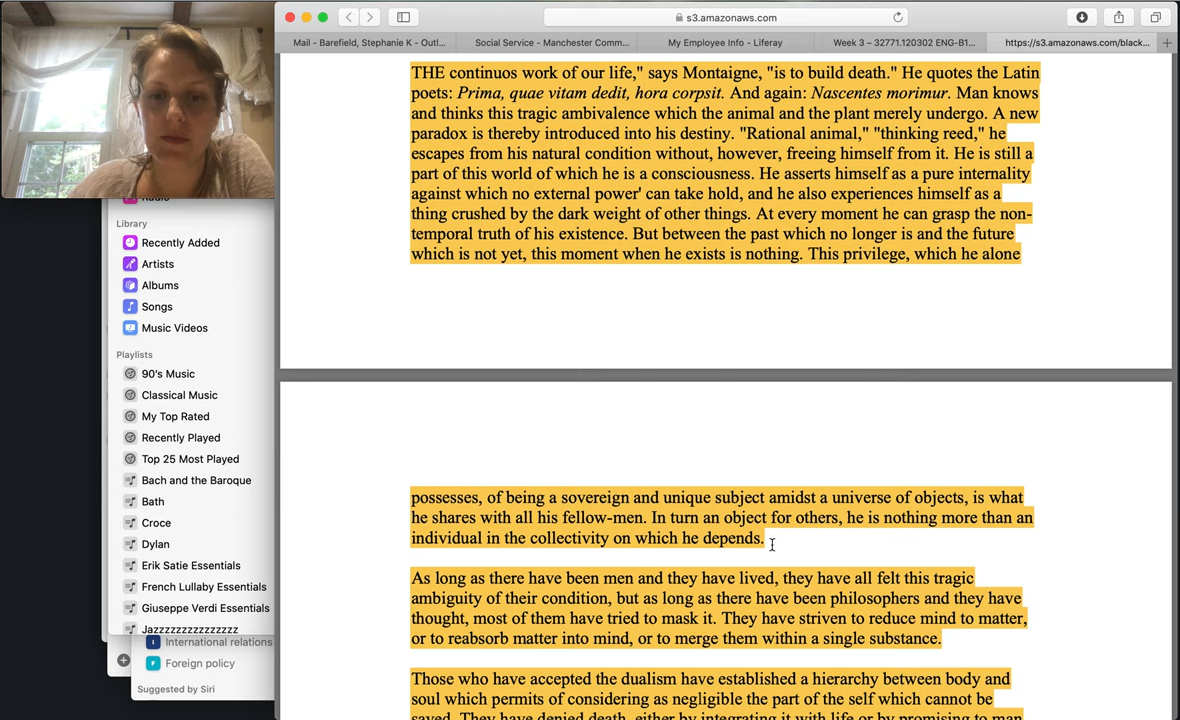 s3.amazonaws.com
Mail - Barefield, Stephanie K - Outl...
Social Service - Manchester Comm...
My Employee Info - Liferay
Week 3 – 32771.120302 ENG-B1...
https://s3.amazonaws.com/black...
Radio
Library
Recently Added
Artists
Albums
Songs
Music Videos
Playlists
90's Music
Classical Music
My Top Rated
Recently Played
Top 25 Most Played
Bach and the Baroque
Bath
Croce
Dylan
Erik Satie Essentials
French Lullaby Essentials
Giuseppe Verdi Essentials
Jazzzzzzzzzzzzzzz
International relations
Foreign policy
Suggested by Siri
THE continuos work of our life," says Montaigne, "is to build death." He quotes the Latin
poets: Prima, quae vitam dedit, hora corpsit. And again: Nascentes morimur. Man knows
and thinks this tragic ambivalence which the animal and the plant merely undergo. A new
paradox is thereby introduced into his destiny. "Rational animal," "thinking reed," he
escapes from his natural condition without, however, freeing himself from it. He is still a
part of this world of which he is a consciousness. He asserts himself as a pure internality
against which no external power' can take hold, and he also experiences himself as a
thing crushed by the dark weight of other things. At every moment he can grasp the non-
temporal truth of his existence. But between the past which no longer is and the future
which is not yet, this moment when he exists is nothing. This privilege, which he alone
possesses, of being a sovereign and unique subject amidst a universe of objects, is what
he shares with all his fellow-men. In turn an object for others, he is nothing more than an
individual in the collectivity on which he depends.
As long as there have been men and they have lived, they have all felt this tragic
ambiguity of their condition, but as long as there have been philosophers and they have
thought, most of them have tried to mask it. They have striven to reduce mind to matter,
or to reabsorb matter into mind, or to merge them within a single substance.
Those who have accepted the dualism have established a hierarchy between body and
soul which permits of considering as negligible the part of the self which cannot be
saved. They have denied death, either by integrating it with life or by promising to man